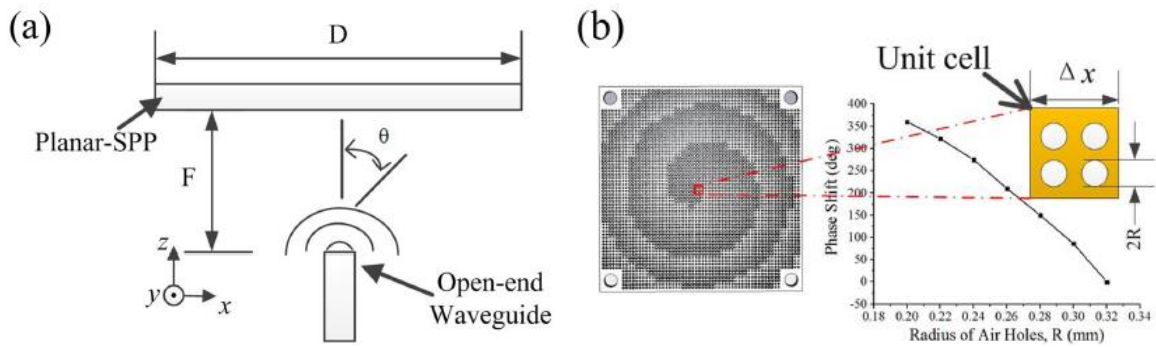 (a)
D
Planar-SPP
F
θ
z
y
x
Open-end
Waveguide
(b)
Unit cell
Δ x
2R
Phase Shift (deg)
400
350
300
250
200
150
100
50
0
-50
0.18 0.20 0.22 0.24 0.26 0.28 0.30 0.32 0.34
Radius of Air Holes, R (mm)